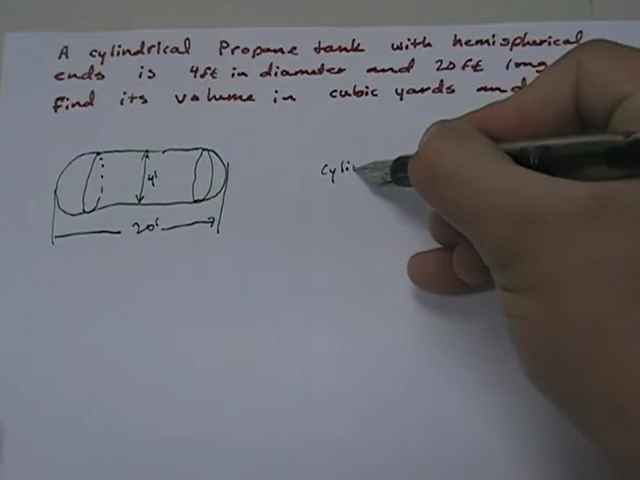 A cylindrical Propane tank with hemispherical
ends is 4ft in diameter and 20ft long
find its volume in cubic yards and
4'
20'
Cyli